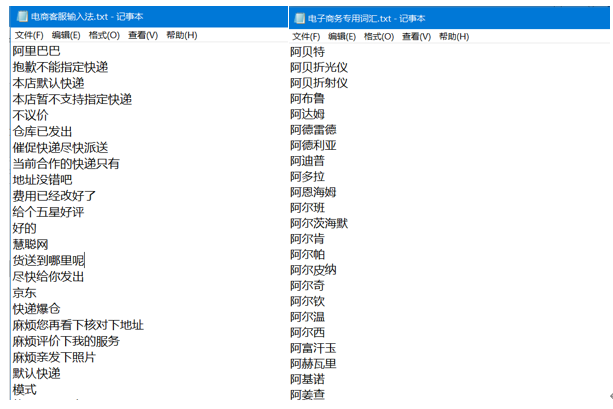 电商客服输入法.txt - 记事本
文件(F) 编辑(E) 格式(O) 查看(V) 帮助(H)
阿里巴巴
抱歉不能指定快递
本店默认快递
本店暂不支持指定快递
不议价
仓库已发出
催促快递尽快派送
当前合作的快递只有
地址没错吧
费用已经改好了
给个五星好评
好的
慧聪网
货送到哪里呢
尽快给你发出
京东
快递爆仓
麻烦您再看下核对下地址
麻烦评价下我的服务
麻烦亲发下照片
默认快递
模式
电子商务专用词汇.txt - 记事本
文件(F) 编辑(E) 格式(O) 查看(V) 帮助(H)
阿贝特
阿贝折光仪
阿贝折射仪
阿布鲁
阿达姆
阿德雷德
阿德利亚
阿迪普
阿多拉
阿恩海姆
阿尔班
阿尔茨海默
阿尔肯
阿尔帕
阿尔皮纳
阿尔奇
阿尔钦
阿尔温
阿尔西
阿富汗玉
阿赫瓦里
阿基诺
阿姜查